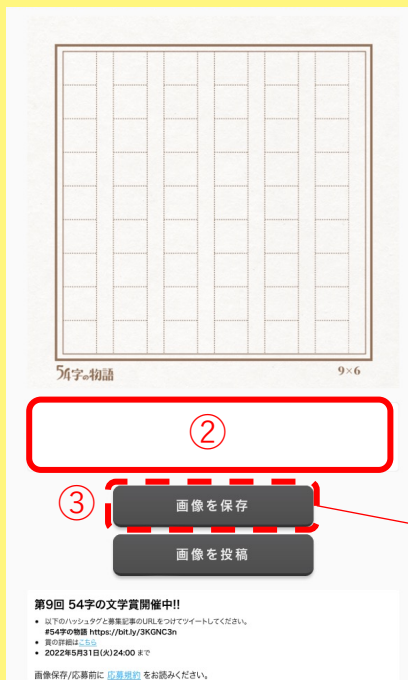 54字の物語
9×6
②
③
画像を保存
画像を投稿
第9回 54字の文学賞開催中!!
• 以下のハッシュタグと募集記事のURLをつけてツイートしてください。
#54字の物語 https://bit.ly/3KGNC3n
• 賞の詳細はこちら
• 2022年5月31日(火)24:00 まで
画像保存/応募前に 応募規約 をお読みください。